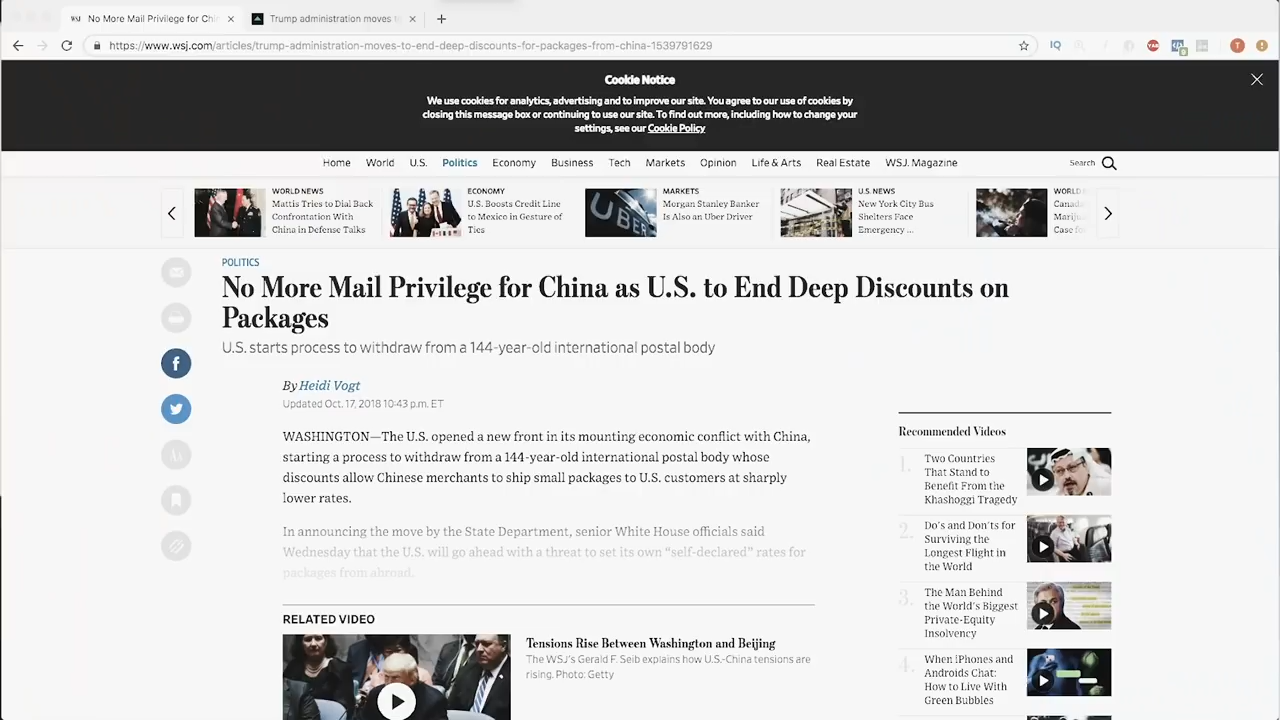 WSJ No More Mail Privilege for Chi
Trump administration moves
https://www.wsj.com/articles/trump-administration-moves-to-end-deep-discounts-for-packages-from-china-1539791629
IQ
T
Cookie Notice
We use cookies for analytics, advertising and to improve our site. You agree to our use of cookies by
closing this message box or continuing to use our site. To find out more, including how to change your
settings, see our Cookie Policy
Home World U.S. Politics Economy Business Tech Markets Opinion Life & Arts Real Estate WSJ. Magazine
Search
WORLD NEWS
Mattis Tries to Dial Back
Confrontation With
China in Defense Talks
ECONOMY
U.S. Boosts Credit Line
to Mexico in Gesture of
Ties
UBER
MARKETS
Morgan Stanley Banker
Is Also an Uber Driver
U.S. NEWS
New York City Bus
Shelters Face
Emergency ...
WORLD
Canad
Mariju
Case fo
POLITICS
No More Mail Privilege for China as U.S. to End Deep Discounts on
Packages
U.S. starts process to withdraw from a 144-year-old international postal body
By Heidi Vogt
Updated Oct. 17, 2018 10:43 p.m. ET
WASHINGTON—The U.S. opened a new front in its mounting economic conflict with China,
starting a process to withdraw from a 144-year-old international postal body whose
discounts allow Chinese merchants to ship small packages to U.S. customers at sharply
lower rates.
In announcing the move by the State Department, senior White House officials said
Wednesday that the U.S. will go ahead with a threat to set its own “self-declared” rates for
packages from abroad.
RELATED VIDEO
Tensions Rise Between Washington and Beijing
The WSJ's Gerald F. Seib explains how U.S.-China tensions are
rising. Photo: Getty
Recommended Videos
1. Two Countries
That Stand to
Benefit From the
Khashoggi Tragedy
2. Do's and Don'ts for
Surviving the
Longest Flight in
the World
3. The Man Behind
the World's Biggest
Private-Equity
Insolvency
4. When iPhones and
Androids Chat:
How to Live With
Green Bubbles